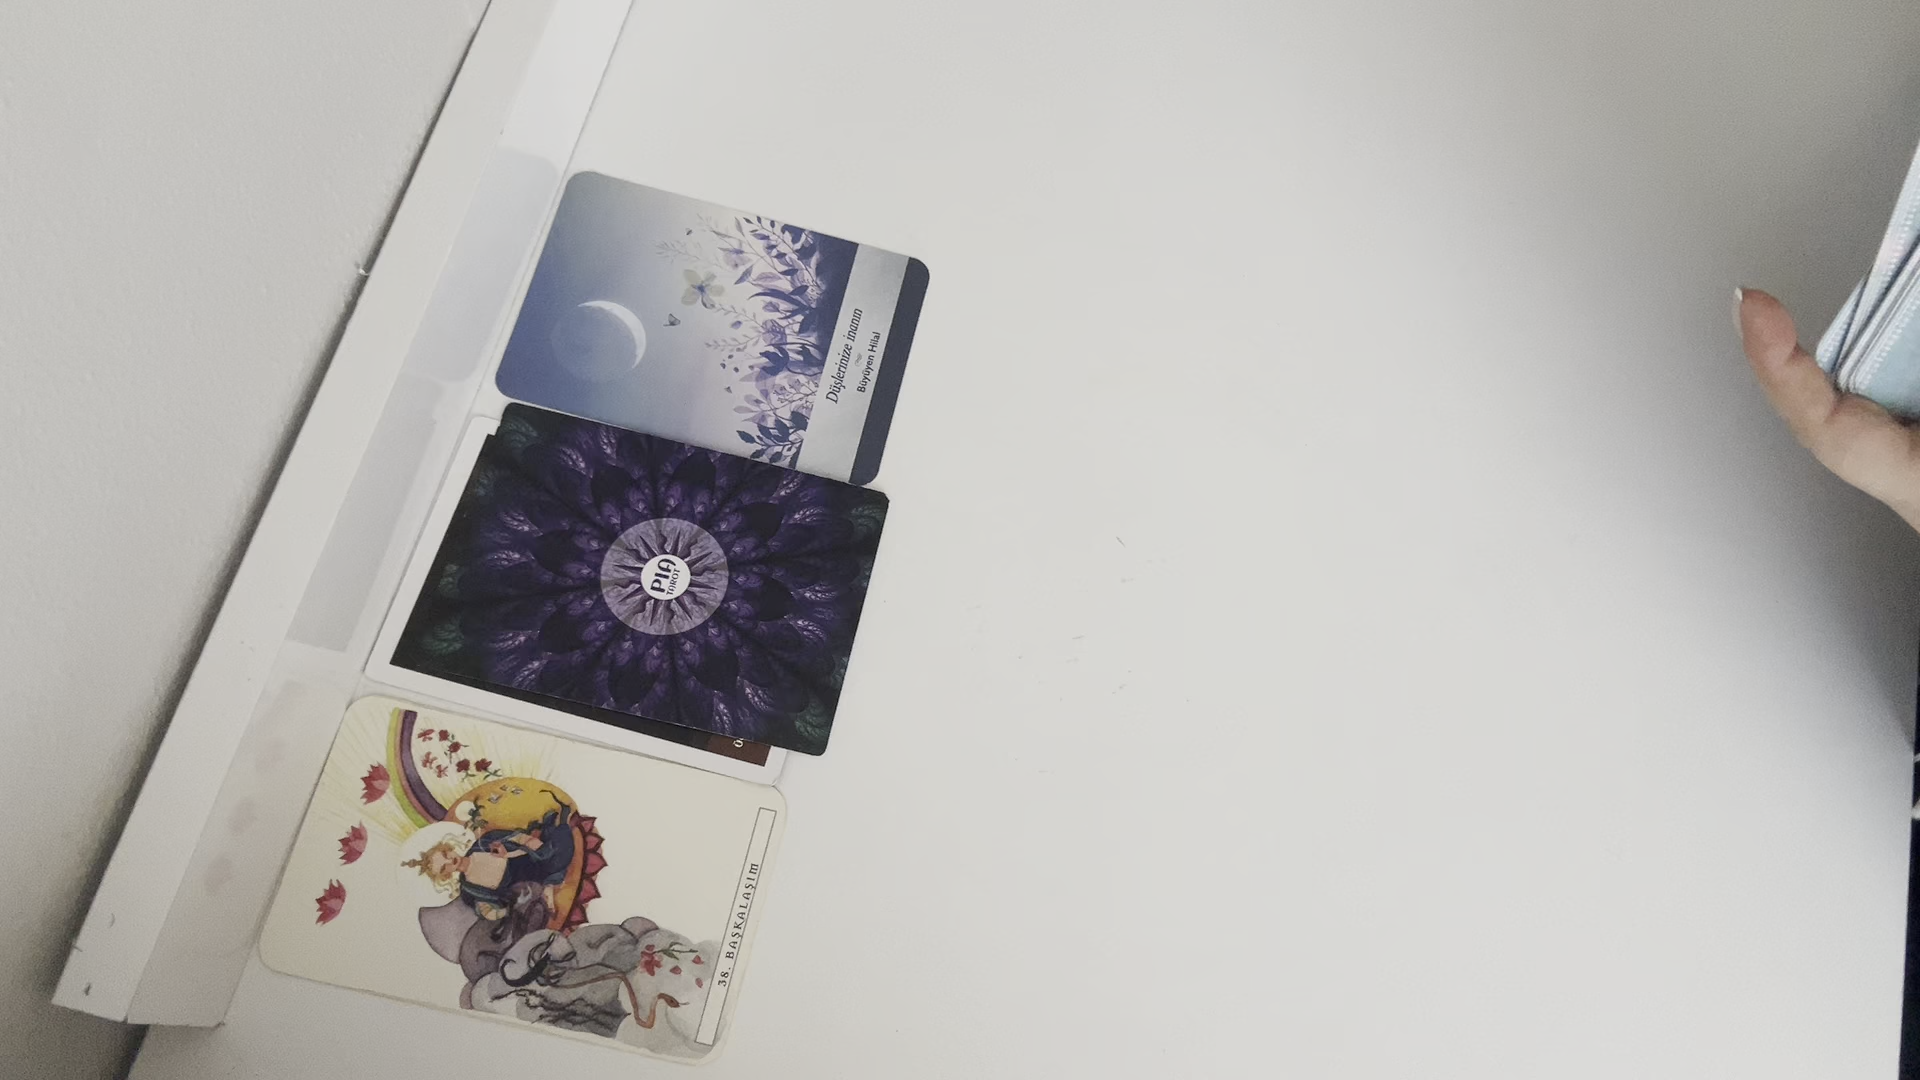 Düşlerinize inanın
Büyüyen Hilal
PIA
TAROT
38. BAŞKALAŞIM